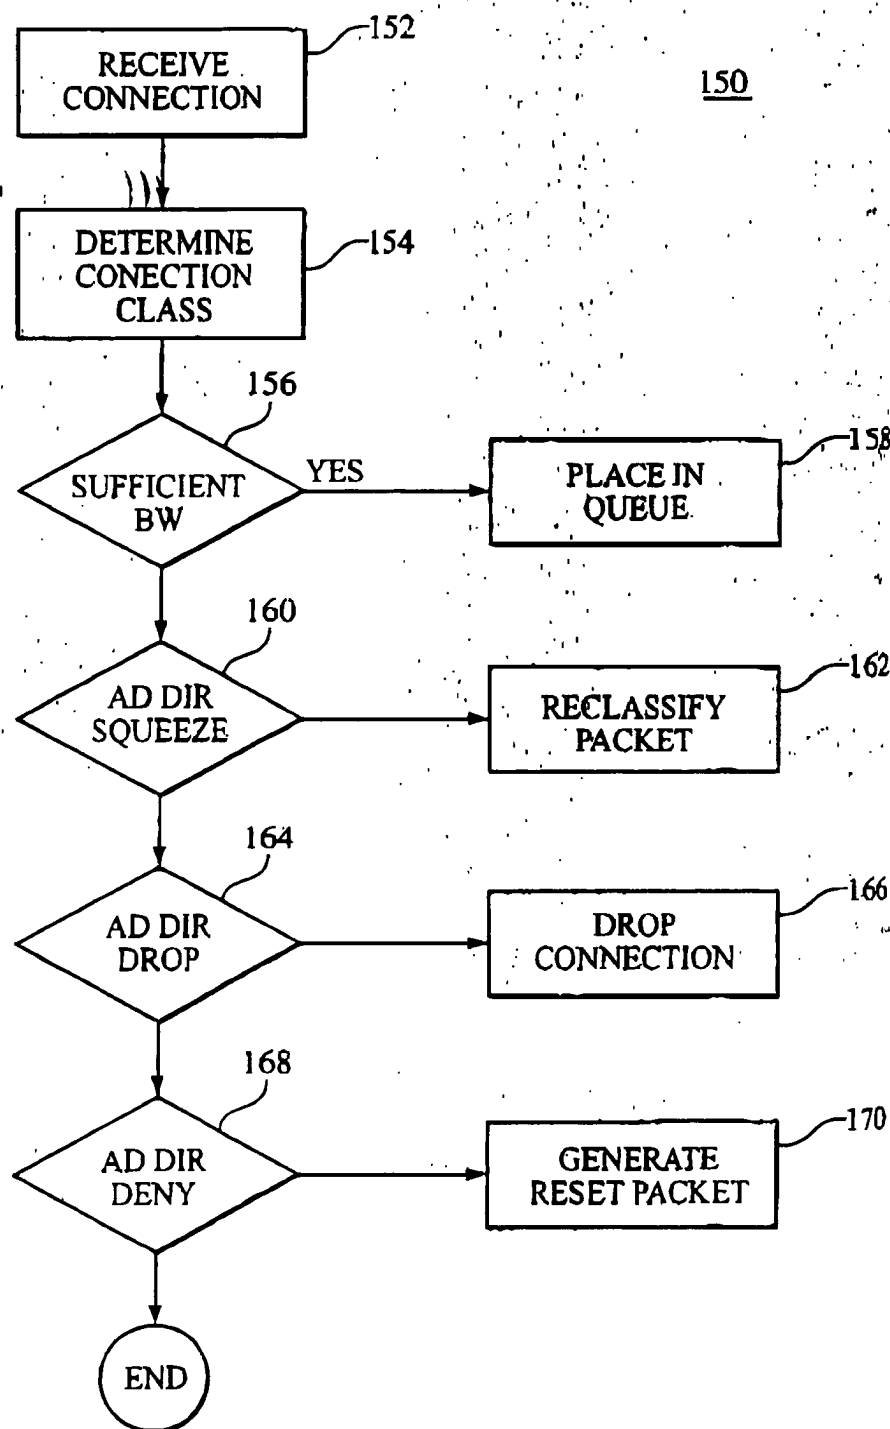 152
RECEIVE
CONNECTION
150
DETERMINE
CONECTION
CLASS
154
156
SUFFICIENT
BW
YES
PLACE IN
QUEUE
158
160
AD DIR
SQUEEZE
RECLASSIFY
PACKET
162
164
AD DIR
DROP
DROP
CONNECTION
166
168
AD DIR
DENY
GENERATE
RESET PACKET
170
END